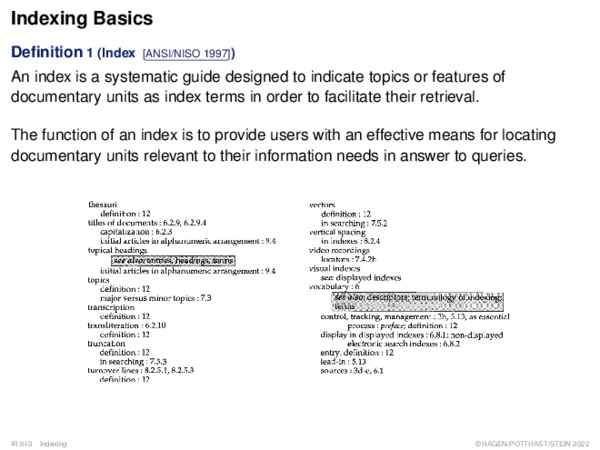 Indexing Basics
Definition 1 (Index [ANSI/NISO 1997])
An index is a systematic guide designed to indicate topics or features of
documentary units as index terms in order to facilitate their retrieval.
The function of an index is to provide users with an effective means for locating
documentary units relevant to their information needs in answer to queries.
thesauri
definition : 12
titles of documents : 6.2.9, 6.2.9.4
capitalization : 6.2.3
initial articles in alphanumeric arrangement : 9.4
topical headings
see also entries, headings, terms
initial articles in alphanumeric arrangement : 9.4
topics
definition : 12
major versus minor topics : 7.3
transcription
definition : 12
transliteration : 6.2.10
definition : 12
truncation
definition : 12
in searching : 7.5.3
turnover lines : 8.2.5.1, 8.2.5.3
definition : 12
vectors
definition : 12
in searching : 7.5.2
vertical spacing
in indexes : 8.2.4
video recordings
locators : 7.4.2b
visual indexes
see displayed indexes
vocabulary : 6
see also descriptors; terminology of indexing;
terms
control, tracking, management : 3h, 5.13; as essential
process : preface; definition : 12
display in displayed indexes : 6.8.1; non-displayed
electronic search indexes : 6.8.2
entry, definition : 12
lead-in : 5.13
sources : 3d-e, 6.1
IR:III-3 Indexing
©HAGEN/POTTHAST/STEIN 2022